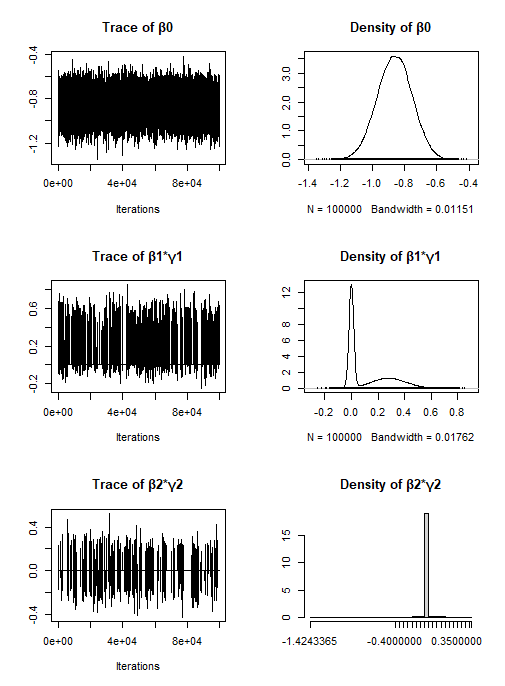 Trace of β0
Density of β0
-0.4
-0.8
-1.2
0e+00 4e+04 8e+04
Iterations
3.0
2.0
1.0
0.0
-1.4 -1.2 -1.0 -0.8 -0.6 -0.4
N = 100000 Bandwidth = 0.01151
Trace of β1*γ1
Density of β1*γ1
0.6
0.2
-0.2
0e+00 4e+04 8e+04
Iterations
12
8
6
4
2
0
-0.2 0.0 0.2 0.4 0.6 0.8
N = 100000 Bandwidth = 0.01762
Trace of β2*γ2
Density of β2*γ2
0.4
0.0
-0.4
0e+00 4e+04 8e+04
Iterations
15
10
5
0
-1.4243365 -0.4000000 0.3500000